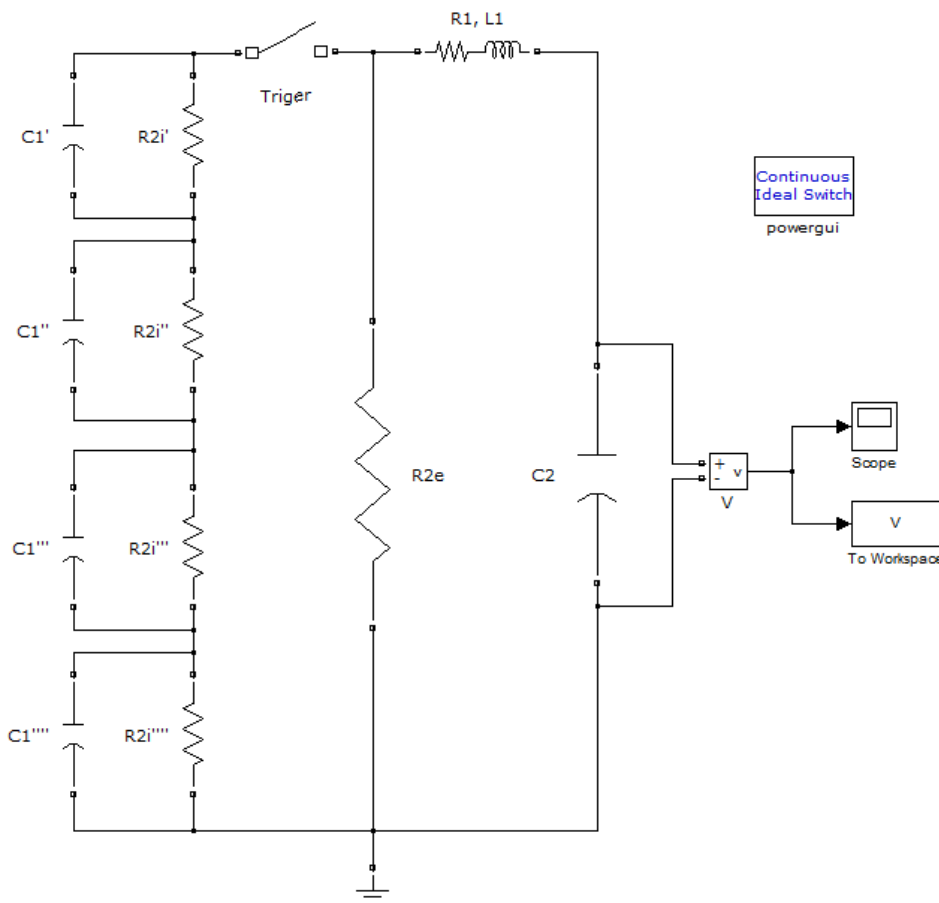 R1, L1
Triger
C1'
R2i'
Continuous
Ideal Switch
powergui
C1''
R2i''
R2e
C2
+
-
v
V
Scope
V
To Workspace
C1'''
R2i'''
C1''''
R2i''''